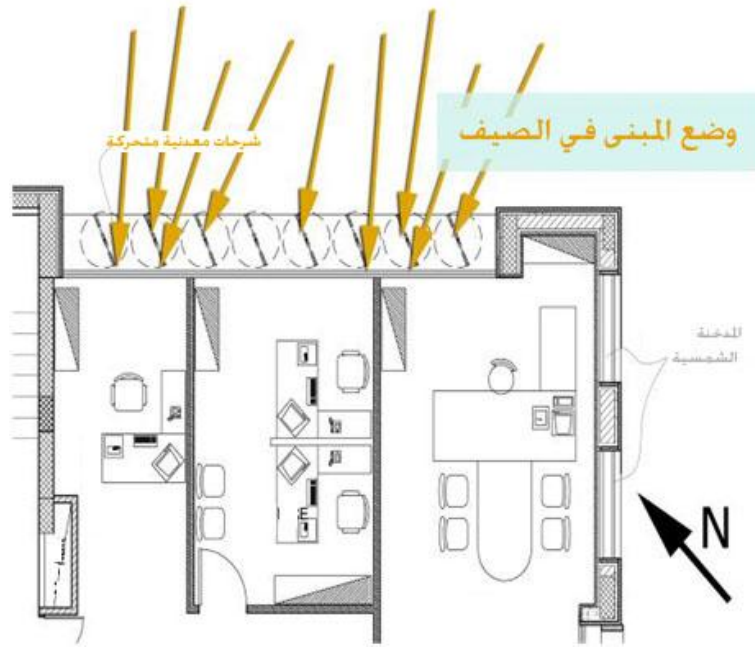 وضع المبنى في الصيف
شرحات معدنية متحركة
المدخنة
الشمسية
N